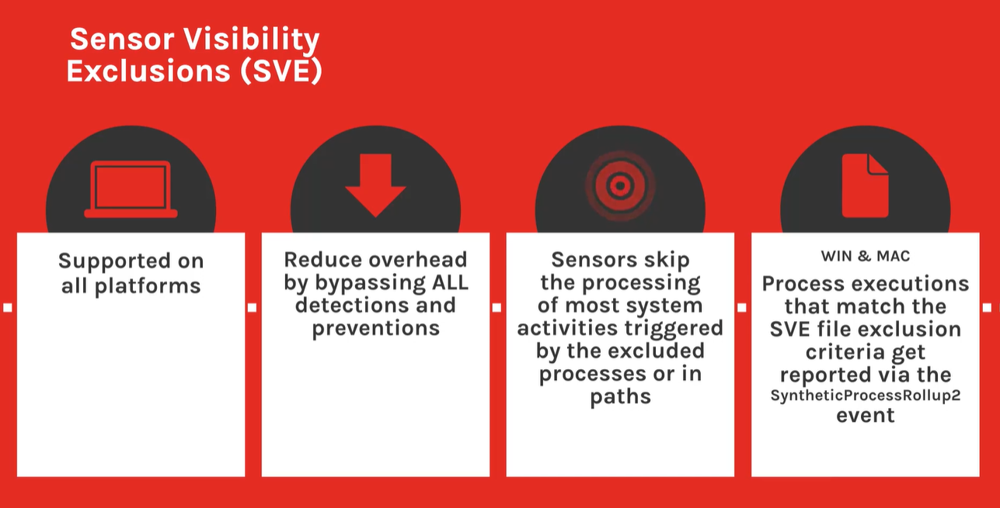 Sensor Visibility
Exclusions (SVE)
Supported on
all platforms
Reduce overhead
by bypassing ALL
detections and
preventions
Sensors skip
the processing
of most system
activities triggered
by the excluded
processes or in
paths
WIN & MAC
Process executions
that match the
SVE file exclusion
criteria get
reported via the
SyntheticProcessRollup2
event